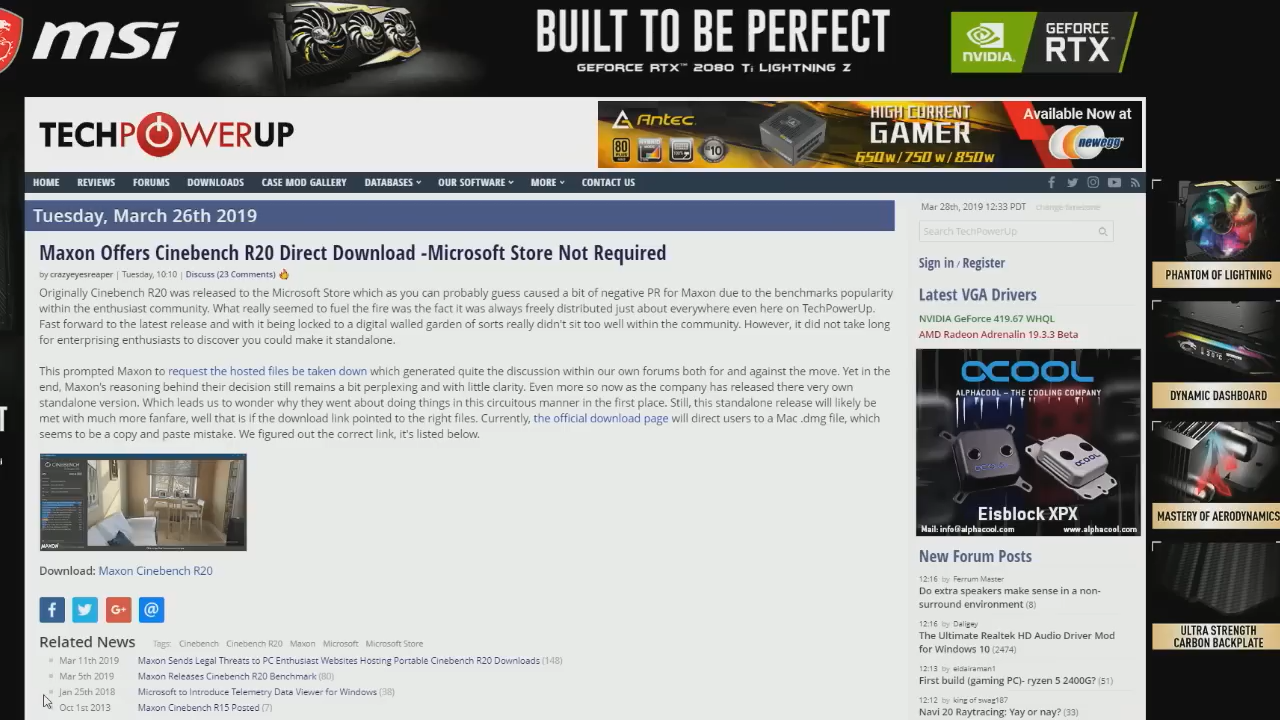 msi
BUILT TO BE PERFECT
GEFORCE RTX™ 2080 Ti LIGHTNING Z
NVIDIA
GEFORCE
RTX™
TECHPOWERUP
Antec
80
10
HIGH CURRENT
GAMER
650w / 750w / 850w
Available Now at
newegg
HOME REVIEWS FORUMS DOWNLOADS CASE MOD GALLERY DATABASES OUR SOFTWARE MORE CONTACT US
Tuesday, March 26th 2019
Maxon Offers Cinebench R20 Direct Download -Microsoft Store Not Required
by crazyeyesreaper | Tuesday, 10:10 | Discuss (23 Comments)
Originally Cinebench R20 was released to the Microsoft Store which as you can probably guess caused a bit of negative PR for Maxon due to the benchmarks popularity
within the enthusiast community. What really seemed to fuel the fire was the fact it was always freely distributed just about everywhere even here on TechPowerUp.
Fast forward to the latest release and with it being locked to a digital walled garden of sorts really didn't sit too well within the community. However, it did not take long
for enterprising enthusiasts to discover you could make it standalone.
This prompted Maxon to request the hosted files be taken down which generated quite the discussion within our own forums both for and against the move. Yet in the
end, Maxon's reasoning behind their decision still remains a bit perplexing and with little clarity. Even more so now as the company has released there very own
standalone version. Which leads us to wonder why they went about doing things in this circuitous manner in the first place. Still, this standalone release will likely be
met with much more fanfare, well that is if the download link pointed to the right files. Currently, the official download page will direct users to a Mac .dmg file, which
seems to be a copy and paste mistake. We figured out the correct link, it's listed below.
CINEBENCH
MAXON
Download: Maxon Cinebench R20
Related News Tags: Cinebench Cinebench R20 Maxon Microsoft Microsoft Store
Mar 11th 2019 Maxon Sends Legal Threats to PC Enthusiast Websites Hosting Portable Cinebench R20 Downloads (148)
Mar 5th 2019 Maxon Releases Cinebench R20 Benchmark (80)
Jan 25th 2018 Microsoft to Introduce Telemetry Data Viewer for Windows (38)
Oct 1st 2013 Maxon Cinebench R15 Posted (7)
Mar 28th, 2019 12:33 PDT change timezone
Search TechPowerUp
Sign in / Register
Latest VGA Drivers
NVIDIA GeForce 419.67 WHQL
AMD Radeon Adrenalin 19.3.3 Beta
ALPHACOOL - THE COOLING COMPANY
Eisblock XPX
Mail: info@alphacool.com www.alphacool.com
New Forum Posts
12:16 by Ferrum Master
Do extra speakers make sense in a non-
surround environment (8)
12:16 by Daligey
The Ultimate Realtek HD Audio Driver Mod
for Windows 10 (2474)
12:13 by eidairaman1
First build (gaming PC)- ryzen 5 2400G? (51)
12:12 by king of swag187
Navi 20 Raytracing: Yay or nay? (33)
PHANTOM OF LIGHTNING
DYNAMIC DASHBOARD
MASTERY OF AERODYNAMICS
ULTRA STRENGTH
CARBON BACKPLATE